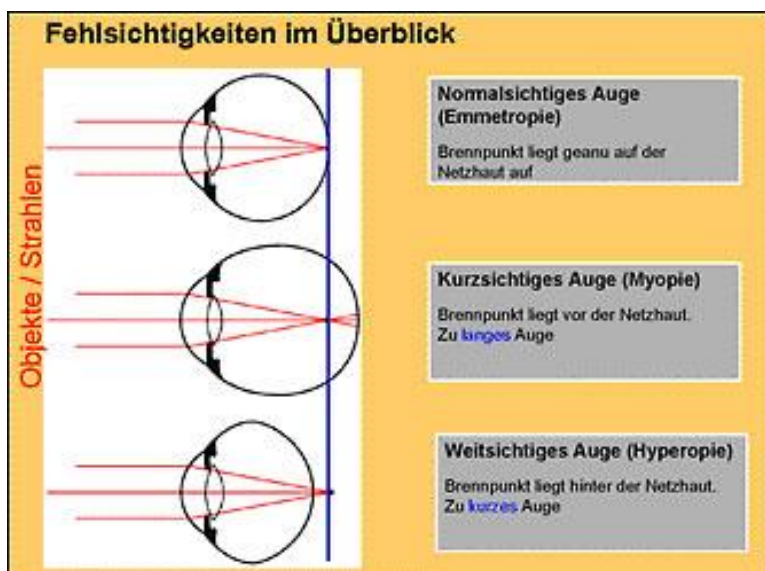 Fehlsichtigkeiten im Überblick
Objekte / Strahlen
Normalsichtiges Auge
(Emmetropie)
Brennpunkt liegt geanu auf der
Netzhaut auf
Kurzsichtiges Auge (Myopie)
Brennpunkt liegt vor der Netzhaut.
Zu langes Auge
Weitsichtiges Auge (Hyperopie)
Brennpunkt liegt hinter der Netzhaut.
Zu kurzes Auge